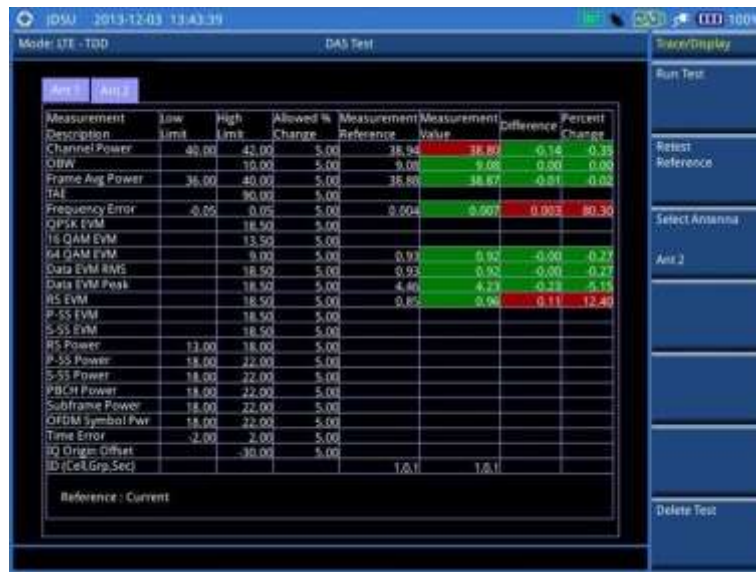 JDSU 2013-12-03 13:43:39 100%
Mode: LTE - TDD DAS Test Trace/Display
Run Test
Ant 1 Ant 2
Measurement Description Low Limit High Limit Allowed % Change Measurement Reference Measurement Value Difference Percent Change
Channel Power 40.00 42.00 5.00 38.94 38.80 -0.14 -0.35
OBW 10.00 5.00 9.08 9.08 0.00 0.00
Frame Avg Power 36.00 40.00 5.00 38.88 38.87 -0.01 -0.02
TAE 90.00 5.00
Frequency Error -0.05 0.05 5.00 0.004 0.007 0.003 80.30
QPSK EVM 18.50 5.00
16 QAM EVM 13.50 5.00
64 QAM EVM 9.00 5.00 0.93 0.92 -0.00 -0.27
Data EVM RMS 18.50 5.00 0.93 0.92 -0.00 -0.27
Data EVM Peak 18.50 5.00 4.46 4.23 -0.23 -5.15
RS EVM 18.50 5.00 0.85 0.96 0.11 12.40
P-SS EVM 18.50 5.00
S-SS EVM 18.50 5.00
RS Power 13.00 18.00 5.00
P-SS Power 18.00 22.00 5.00
S-SS Power 18.00 22.00 5.00
PBCH Power 18.00 22.00 5.00
Subframe Power 18.00 22.00 5.00
OFDM Symbol Pwr 18.00 22.00 5.00
Time Error -2.00 2.00 5.00
IQ Origin Offset -30.00 5.00
ID (Cell,Grp,Sec) 1,0,1 1,0,1
Reference : Current
Retest Reference
Select Antenna
Ant 2
Delete Test